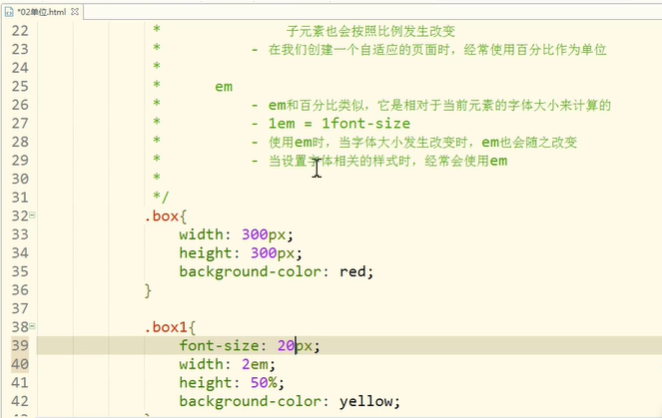 *02单位.html
22 * 子元素也会按照比例发生改变
23 * - 在我们创建一个自适应的页面时，经常使用百分比作为单位
24 *
25 * em
26 * - em和百分比类似，它是相对于当前元素的字体大小来计算的
27 * - 1em = 1font-size
28 * - 使用em时，当字体大小发生改变时，em也会随之改变
29 * - 当设置字体相关的样式时，经常会使用em
30 *
31 */
32 .box{
33 width: 300px;
34 height: 300px;
35 background-color: red;
36 }
37
38 .box1{
39 font-size: 20px;
40 width: 2em;
41 height: 50%;
42 background-color: yellow;